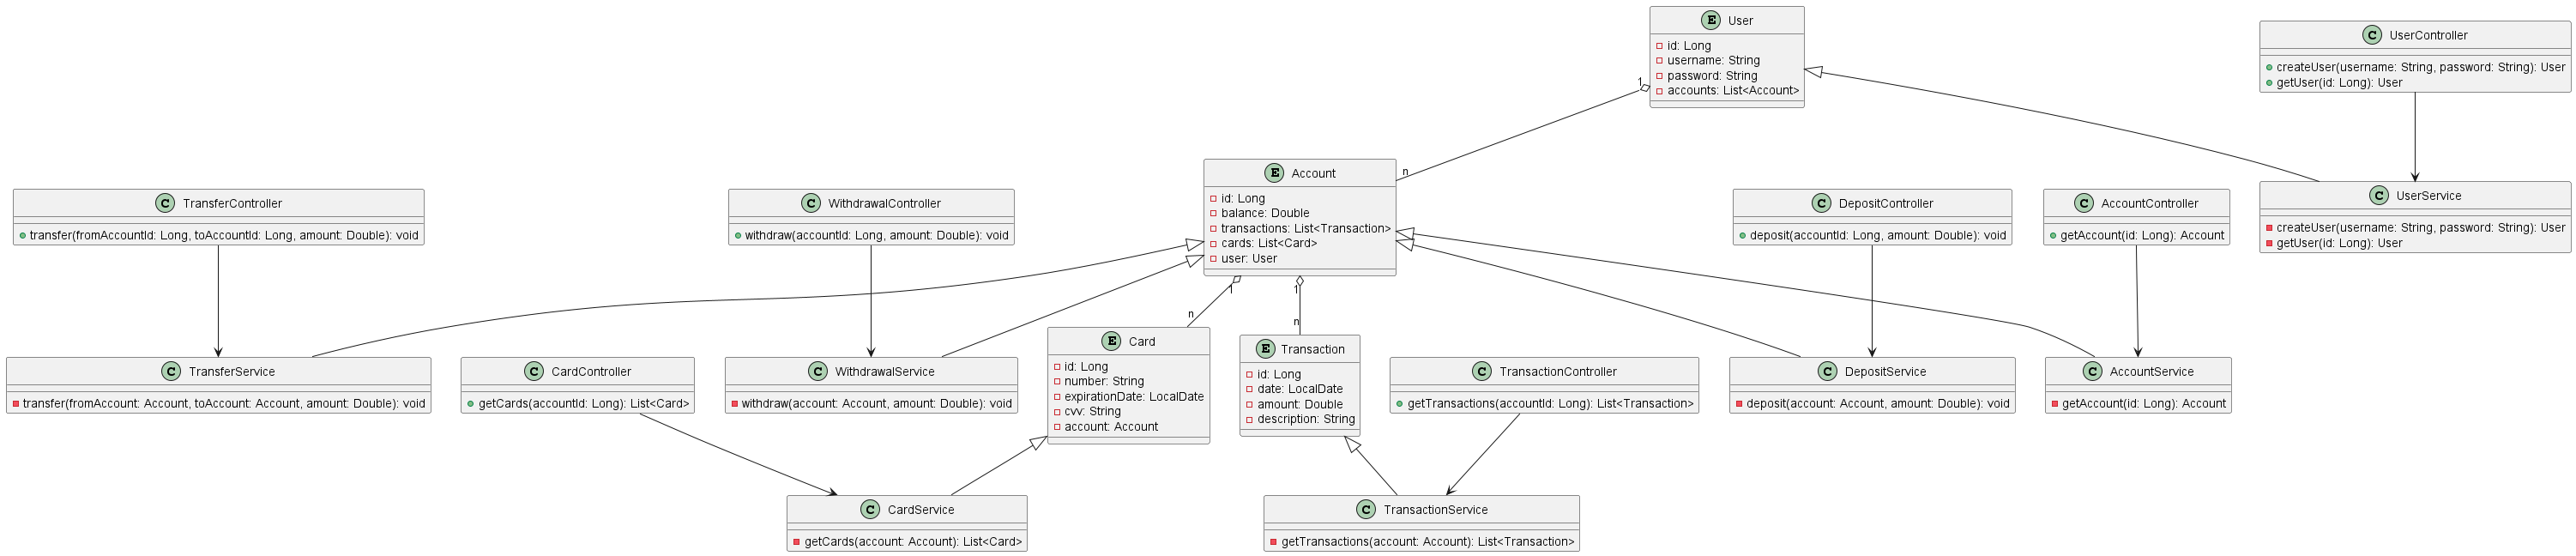 E User
id: Long
username: String
password: String
accounts: List<Account>
C UserController
createUser(username: String, password: String): User
getUser(id: Long): User
1
n
E Account
id: Long
balance: Double
transactions: List<Transaction>
cards: List<Card>
user: User
C TransferController
transfer(fromAccountId: Long, toAccountId: Long, amount: Double): void
C WithdrawalController
withdraw(accountId: Long, amount: Double): void
C DepositController
deposit(accountId: Long, amount: Double): void
C AccountController
getAccount(id: Long): Account
C UserService
createUser(username: String, password: String): User
getUser(id: Long): User
1
1
n
n
C TransferService
transfer(fromAccount: Account, toAccount: Account, amount: Double): void
C CardController
getCards(accountId: Long): List<Card>
C WithdrawalService
withdraw(account: Account, amount: Double): void
E Card
id: Long
number: String
expirationDate: LocalDate
cvv: String
account: Account
E Transaction
id: Long
date: LocalDate
amount: Double
description: String
C TransactionController
getTransactions(accountId: Long): List<Transaction>
C DepositService
deposit(account: Account, amount: Double): void
C AccountService
getAccount(id: Long): Account
C CardService
getCards(account: Account): List<Card>
C TransactionService
getTransactions(account: Account): List<Transaction>